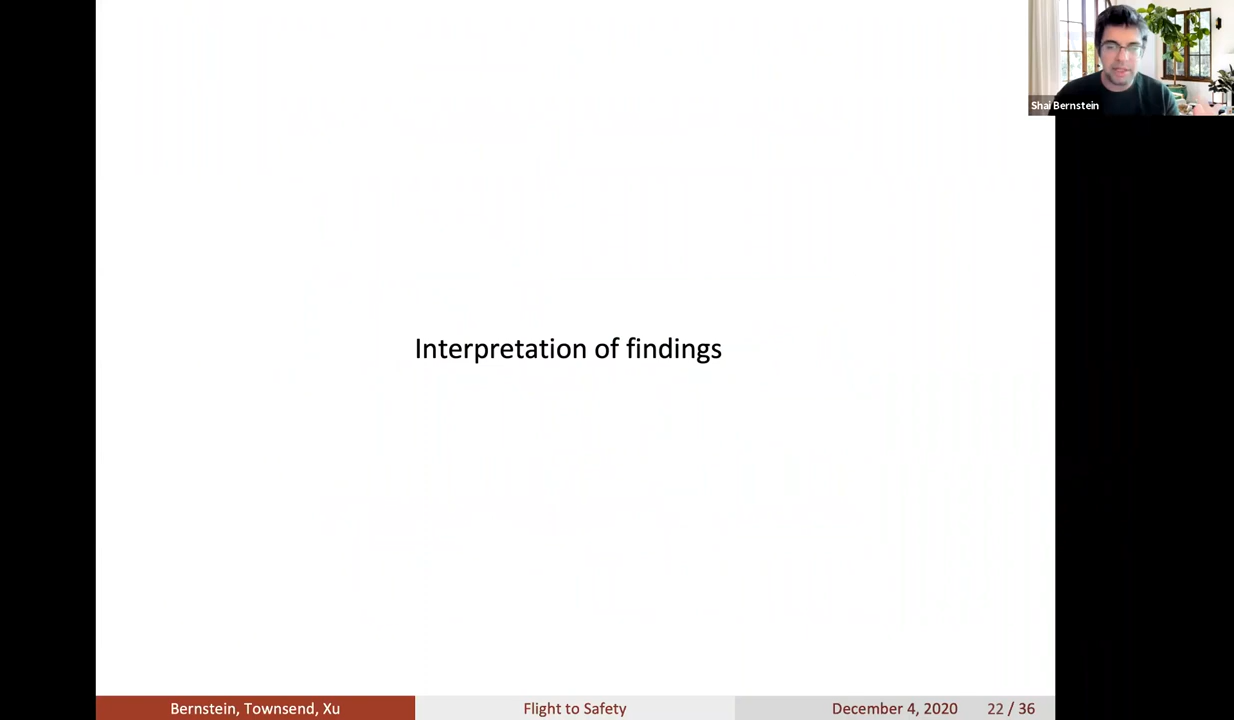 Shai Bernstein
Interpretation of findings
Bernstein, Townsend, Xu
Flight to Safety
December 4, 2020
22 / 36